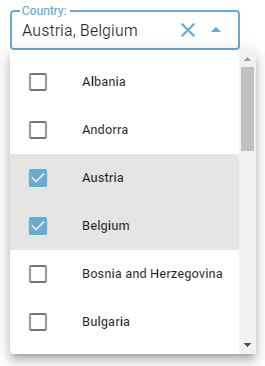 Country:
Austria, Belgium
Albania
Andorra
Austria
Belgium
Bosnia and Herzegovina
Bulgaria